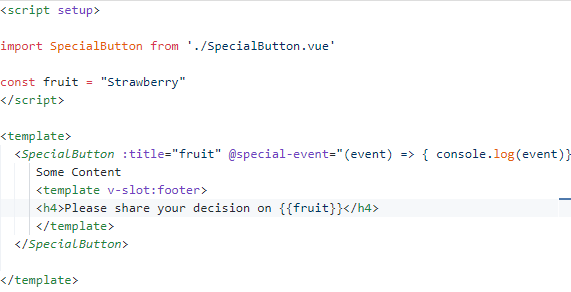 <script setup>
import SpecialButton from './SpecialButton.vue'
const fruit = "Strawberry"
</script>
<template>
<SpecialButton :title="fruit" @special-event="(event) => { console.log(event)}
Some Content
<template v-slot:footer>
<h4>Please share your decision on {{fruit}}</h4>
</template>
</SpecialButton>
</template>